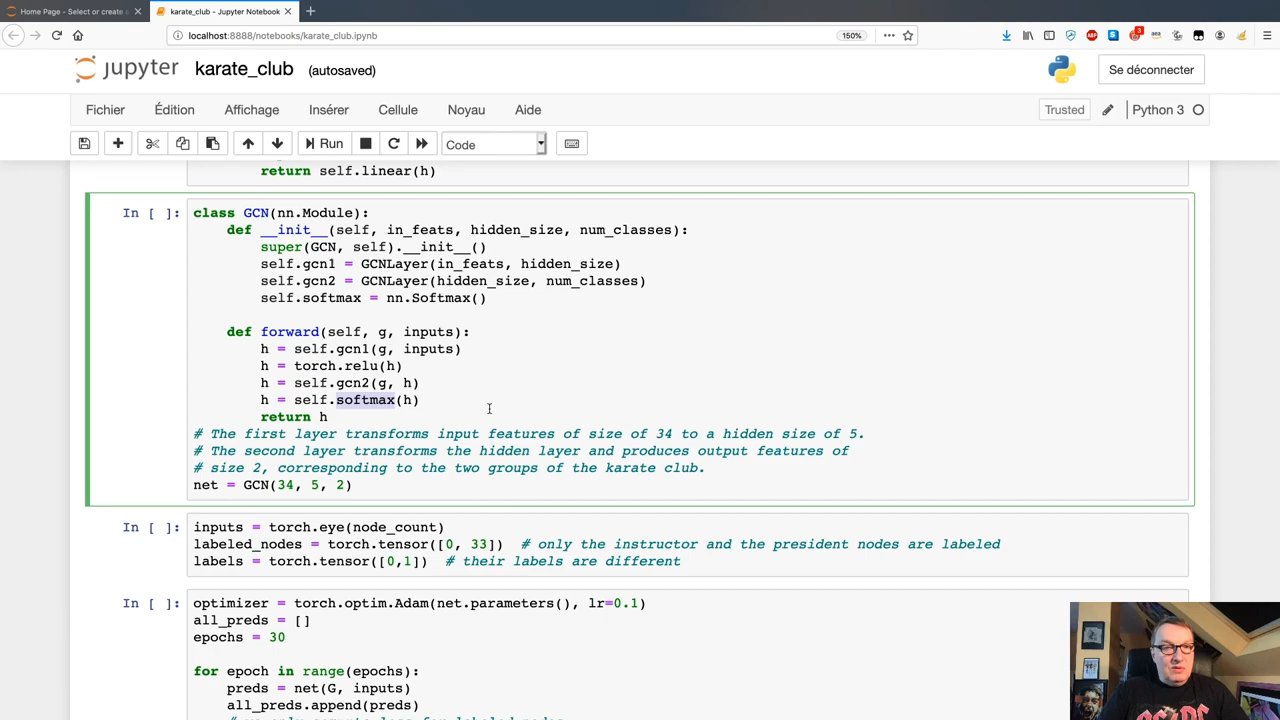 Home Page - Select or create a
karate_club - Jupyter Notebook
localhost:8888/notebooks/karate_club.ipynb
150%
jupyter karate_club (autosaved)
Se déconnecter
Fichier Édition Affichage Insérer Cellule Noyau Aide
Trusted
Python 3
Run
Code
return self.linear(h)
In [ ]: class GCN(nn.Module):
def __init__(self, in_feats, hidden_size, num_classes):
super(GCN, self).__init__()
self.gcn1 = GCNLayer(in_feats, hidden_size)
self.gcn2 = GCNLayer(hidden_size, num_classes)
self.softmax = nn.Softmax()
def forward(self, g, inputs):
h = self.gcn1(g, inputs)
h = torch.relu(h)
h = self.gcn2(g, h)
h = self.softmax(h)
return h
# The first layer transforms input features of size of 34 to a hidden size of 5.
# The second layer transforms the hidden layer and produces output features of
# size 2, corresponding to the two groups of the karate club.
net = GCN(34, 5, 2)
In [ ]: inputs = torch.eye(node_count)
labeled_nodes = torch.tensor([0, 33]) # only the instructor and the president nodes are labeled
labels = torch.tensor([0,1]) # their labels are different
In [ ]: optimizer = torch.optim.Adam(net.parameters(), lr=0.1)
all_preds = []
epochs = 30
for epoch in range(epochs):
preds = net(G, inputs)
all_preds.append(preds)